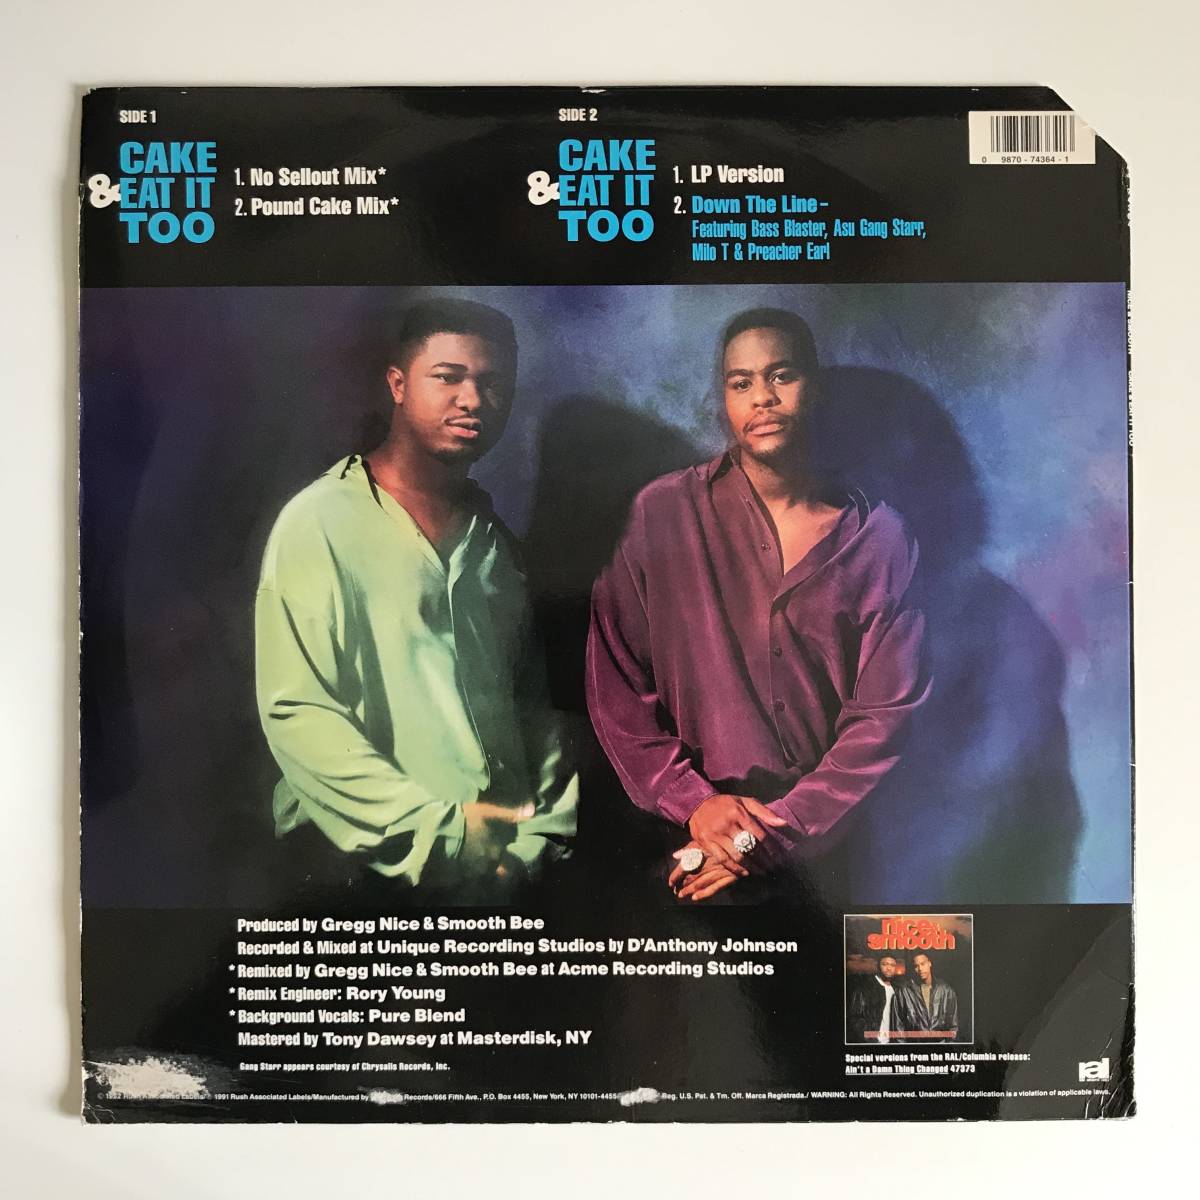 SIDE 1
CAKE
& EAT IT
TOO
1. No Sellout Mix*
2. Pound Cake Mix*
SIDE 2
CAKE
& EAT IT
TOO
1. LP Version
2. Down The Line –
Featuring Bass Blaster, Asu Gang Starr,
Milo T & Preacher Earl
0 9870 - 74364 - 1
Produced by Gregg Nice & Smooth Bee
Recorded & Mixed at Unique Recording Studios by D'Anthony Johnson
* Remixed by Gregg Nice & Smooth Bee at Acme Recording Studios
* Remix Engineer: Rory Young
* Background Vocals: Pure Blend
Mastered by Tony Dawsey at Masterdisk, NY
Gang Starr appears courtesy of Chrysalis Records, Inc.
nice
smooth
Special versions from the RAL/Columbia release:
Ain't a Damn Thing Changed 47373
ral
1991 Rush Associated Labels/Manufactured by Records/666 Fifth Ave., P.O. Box 4455, New York, NY 10101-4455 Reg. U.S. Pat. & Tm. Off. Marca Registrada./ WARNING: All Rights Reserved. Unauthorized duplication is a violation of applicable laws.